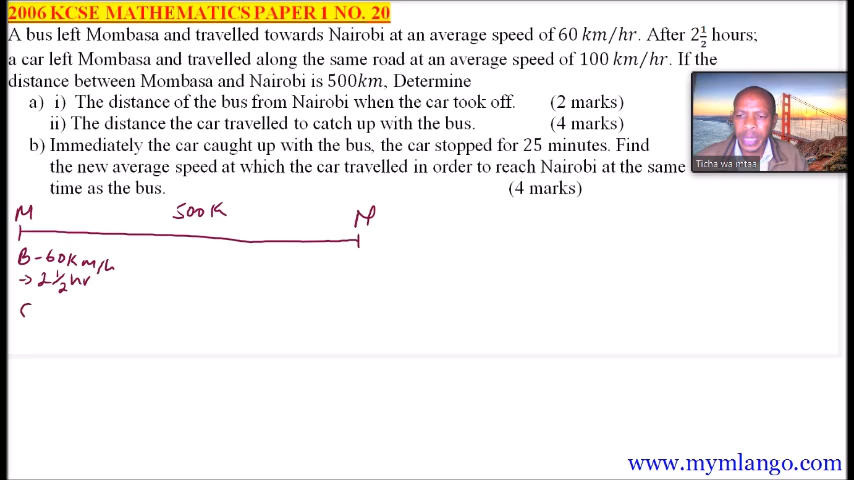 2006 KCSE MATHEMATICS PAPER 1 NO. 20
A bus left Mombasa and travelled towards Nairobi at an average speed of 60 km/hr. After 2½ hours;
a car left Mombasa and travelled along the same road at an average speed of 100 km/hr. If the
distance between Mombasa and Nairobi is 500km, Determine
a) i) The distance of the bus from Nairobi when the car took off. (2 marks)
ii) The distance the car travelled to catch up with the bus. (4 marks)
b) Immediately the car caught up with the bus, the car stopped for 25 minutes. Find
the new average speed at which the car travelled in order to reach Nairobi at the same
time as the bus. (4 marks)
Ticha wa mtaa
M 500K N
B - 60Km/h
→ 2½ hr
C
www.mymlango.com